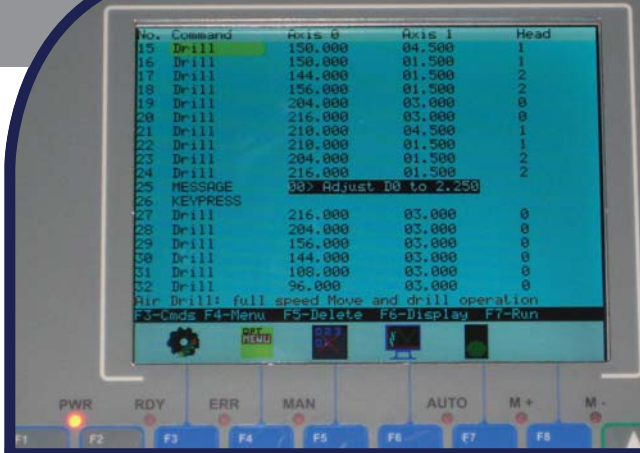 No. Command Axis 0 Axis 1 Head
15 Drill 150.000 04.500 1
16 Drill 150.000 01.500 1
17 Drill 144.000 01.500 2
18 Drill 156.000 01.500 2
19 Drill 204.000 03.000 0
20 Drill 216.000 03.000 0
21 Drill 210.000 04.500 1
22 Drill 210.000 01.500 1
23 Drill 204.000 01.500 2
24 Drill 216.000 01.500 2
25 MESSAGE 00> Adjust D0 to 2.250
26 KEYPRESS
27 Drill 216.000 03.000 0
28 Drill 204.000 03.000 0
29 Drill 156.000 03.000 0
30 Drill 144.000 03.000 0
31 Drill 108.000 03.000 0
32 Drill 96.000 03.000 0
Air Drill: full speed Move and drill operation
F3-Cmds F4-Menu F5-Delete F6-Display F7-Run
OPT MENU
PWR RDY ERR MAN AUTO M + M -
F1 F2 F3 F4 F5 F6 F7 F8